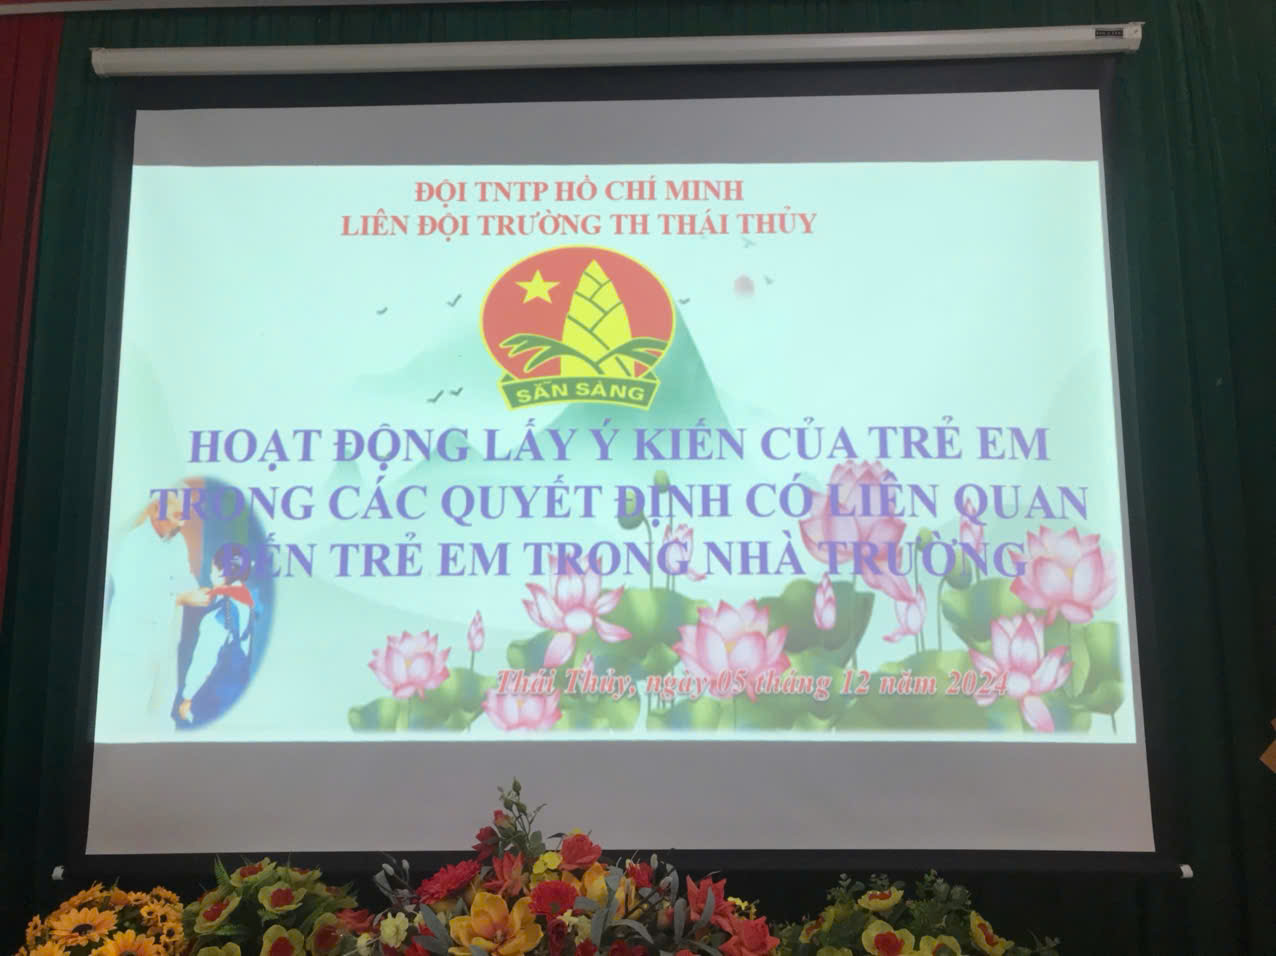 ĐỘI TNTP HỒ CHÍ MINH
LIÊN ĐỘI TRƯỜNG TH THÁI THỦY
SẴN SÀNG
HOẠT ĐỘNG LẤY Ý KIẾN CỦA TRẺ EM
TRONG CÁC QUYẾT ĐỊNH CÓ LIÊN QUAN
ĐẾN TRẺ EM TRONG NHÀ TRƯỜNG
Thái Thủy, ngày 05 tháng 12 năm 2024